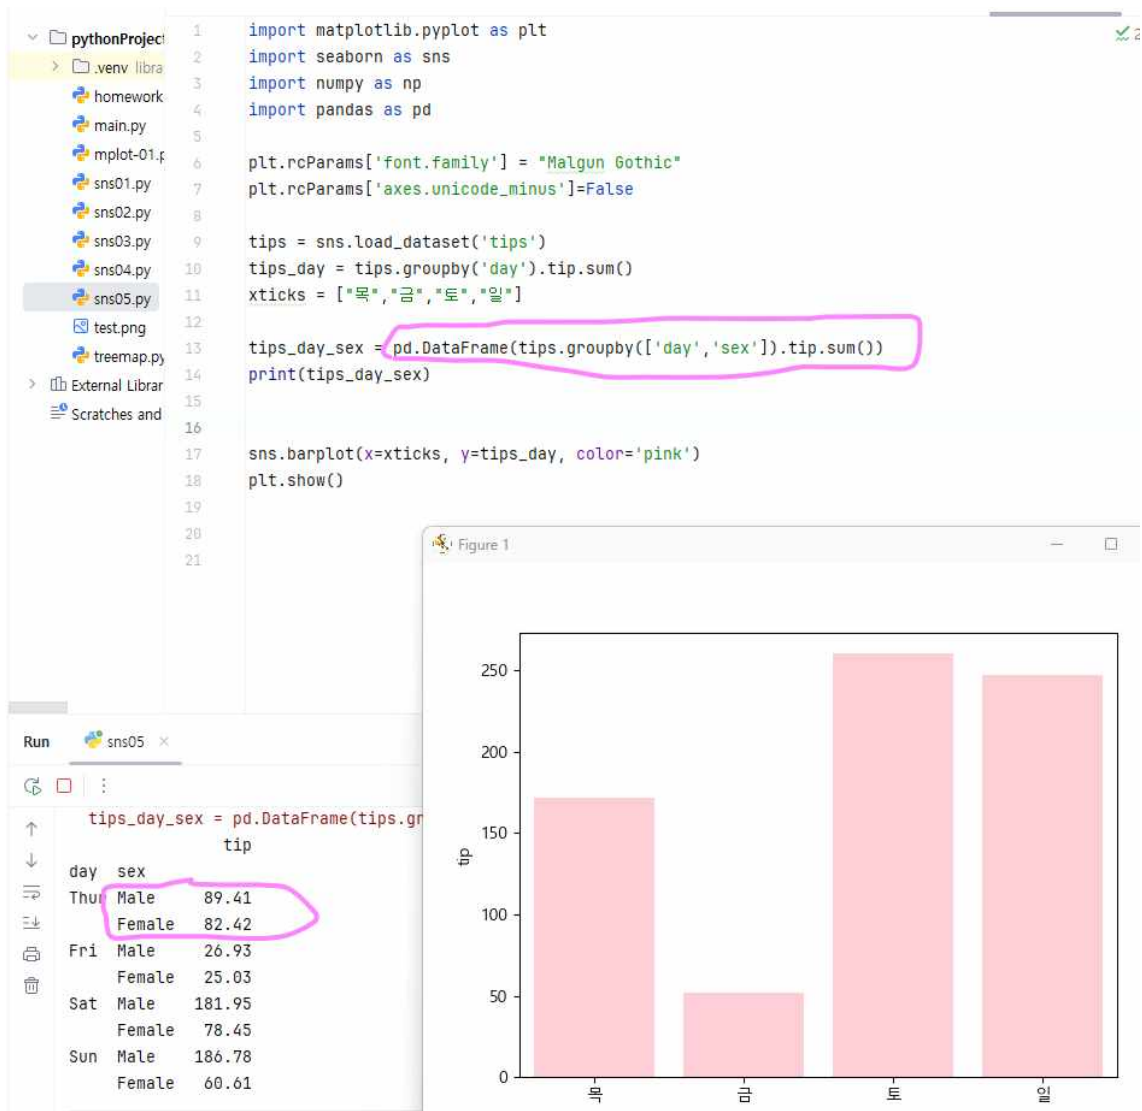 pythonProject
.venv libra
homework
main.py
mplot-01.p
sns01.py
sns02.py
sns03.py
sns04.py
sns05.py
test.png
treemap.py
External Librar
Scratches and
1 import matplotlib.pyplot as plt
2 import seaborn as sns
3 import numpy as np
4 import pandas as pd
5
6 plt.rcParams['font.family'] = "Malgun Gothic"
7 plt.rcParams['axes.unicode_minus']=False
8
9 tips = sns.load_dataset('tips')
10 tips_day = tips.groupby('day').tip.sum()
11 xticks = ["목","금","토","일"]
12
13 tips_day_sex = pd.DataFrame(tips.groupby(['day','sex']).tip.sum())
14 print(tips_day_sex)
15
16
17 sns.barplot(x=xticks, y=tips_day, color='pink')
18 plt.show()
19
20
21
2
Run sns05
tips_day_sex = pd.DataFrame(tips.gr
tip
day sex
Thur Male 89.41
Female 82.42
Fri Male 26.93
Female 25.03
Sat Male 181.95
Female 78.45
Sun Male 186.78
Female 60.61
Figure 1
250
200
150
100
50
0
tip
목 금 토 일